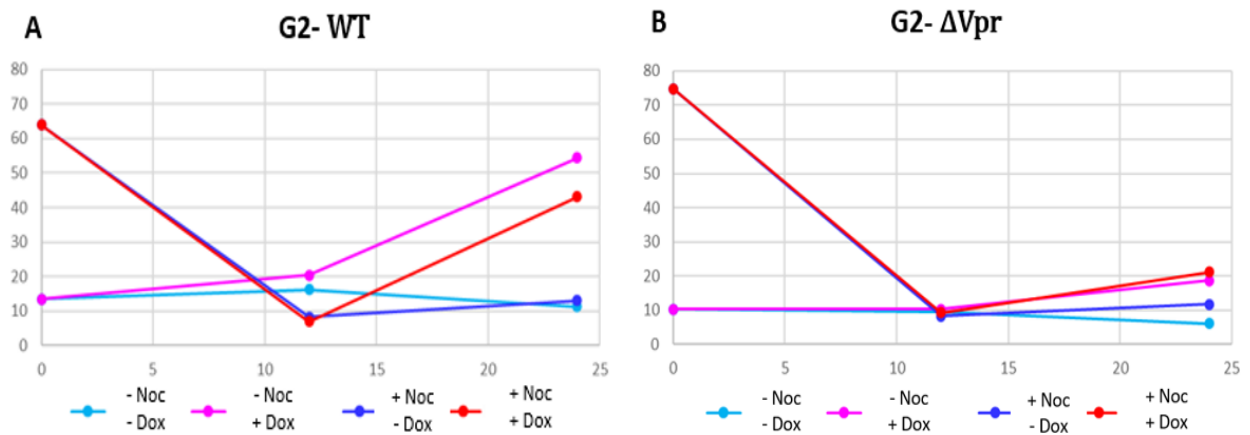 A
G2- WT
80
70
60
50
40
30
20
10
0
0 5 10 15 20 25
- Noc - Noc + Noc + Noc
- Dox + Dox - Dox + Dox
B
G2- ΔVpr
80
70
60
50
40
30
20
10
0
0 5 10 15 20 25
- Noc - Noc + Noc + Noc
- Dox + Dox - Dox + Dox